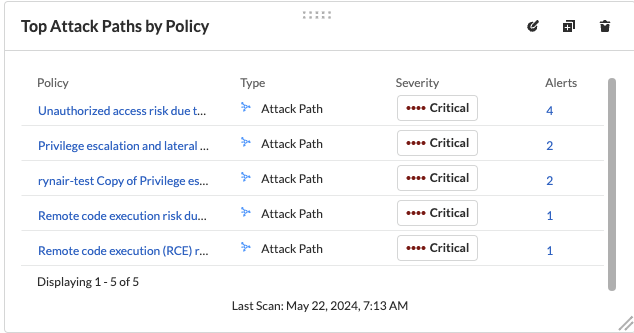 Top Attack Paths by Policy
Policy Type Severity Alerts
Unauthorized access risk due t... Attack Path Critical 4
Privilege escalation and lateral ... Attack Path Critical 2
rynair-test Copy of Privilege es... Attack Path Critical 2
Remote code execution risk du... Attack Path Critical 1
Remote code execution (RCE) r... Attack Path Critical 1
Displaying 1 - 5 of 5
Last Scan: May 22, 2024, 7:13 AM